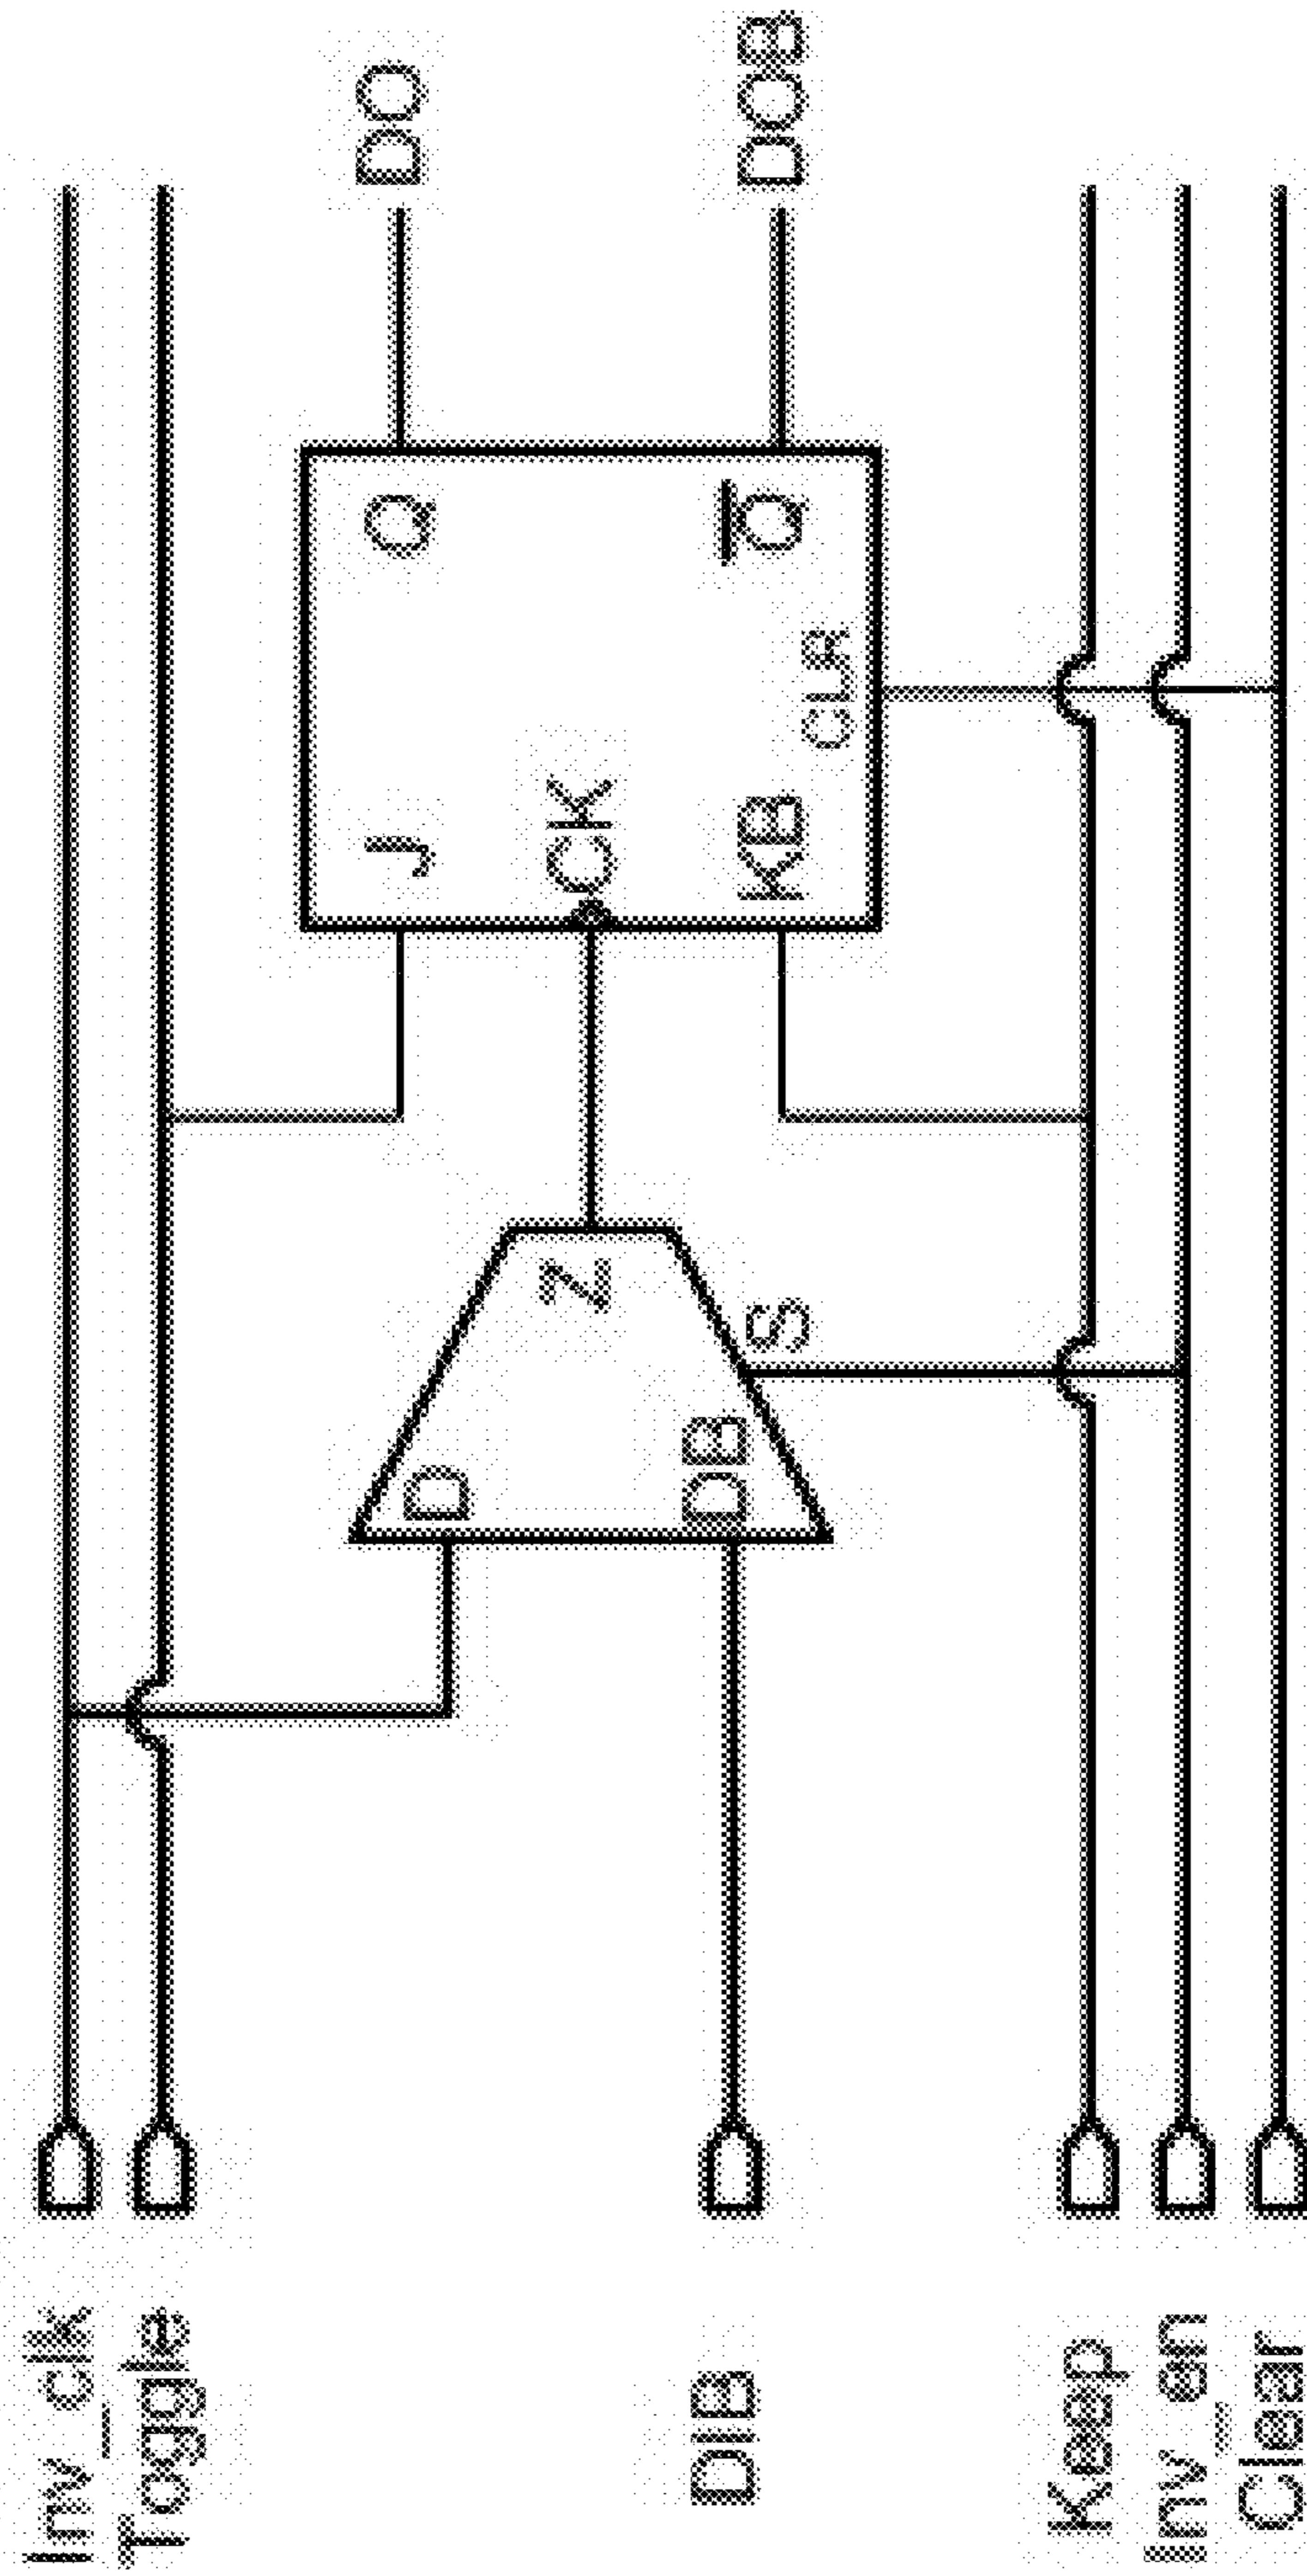 Inv_clk
Toggle
DIB
Keep
Inv_en
Clear
D
DB
Z
S
J
CK
KB
CLR
Q
Q̅
DO
DOB